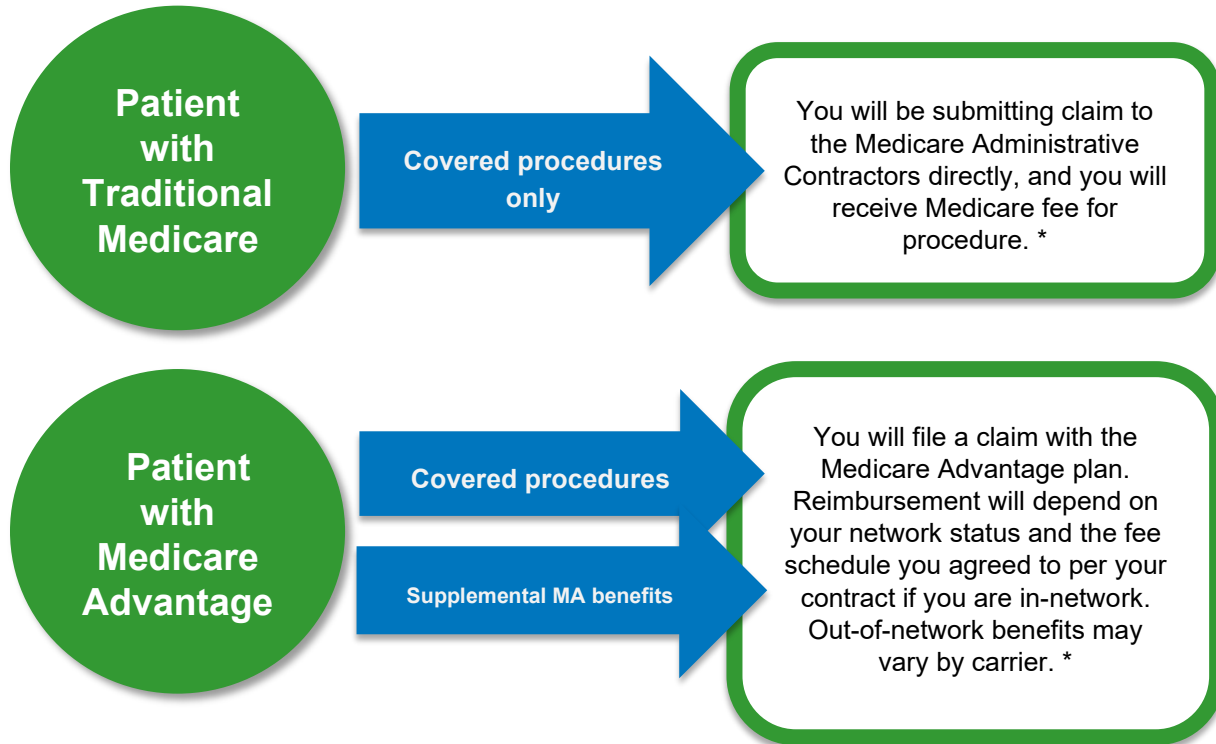 Patient
with
Traditional
Medicare
Covered procedures
only
You will be submitting claim to
the Medicare Administrative
Contractors directly, and you will
receive Medicare fee for
procedure. *
Patient
with
Medicare
Advantage
Covered procedures
Supplemental MA benefits
You will file a claim with the
Medicare Advantage plan.
Reimbursement will depend on
your network status and the fee
schedule you agreed to per your
contract if you are in-network.
Out-of-network benefits may
vary by carrier. *